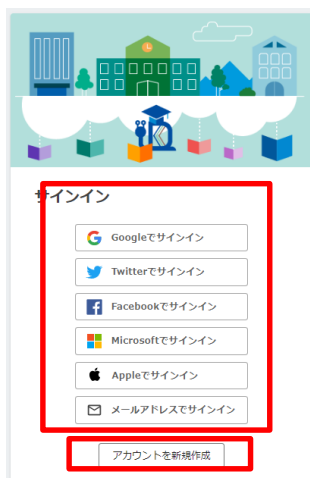 サインイン
Googleでサインイン
Twitterでサインイン
Facebookでサインイン
Microsoftでサインイン
Appleでサインイン
メールアドレスでサインイン
アカウントを新規作成